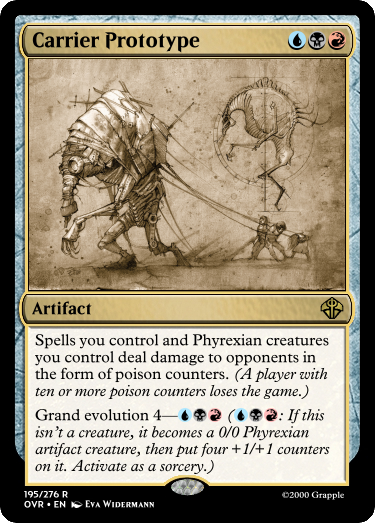 Carrier Prototype
Artifact
Spells you control and Phyrexian creatures
you control deal damage to opponents in
the form of poison counters. (A player with
ten or more poison counters loses the game.)
Grand evolution 4— (: If this
isn't a creature, it becomes a 0/0 Phyrexian
artifact creature, then put four +1/+1 counters
on it. Activate as a sorcery.)
195/276 R
OVR • EN Eva Widermann
©2000 Grapple